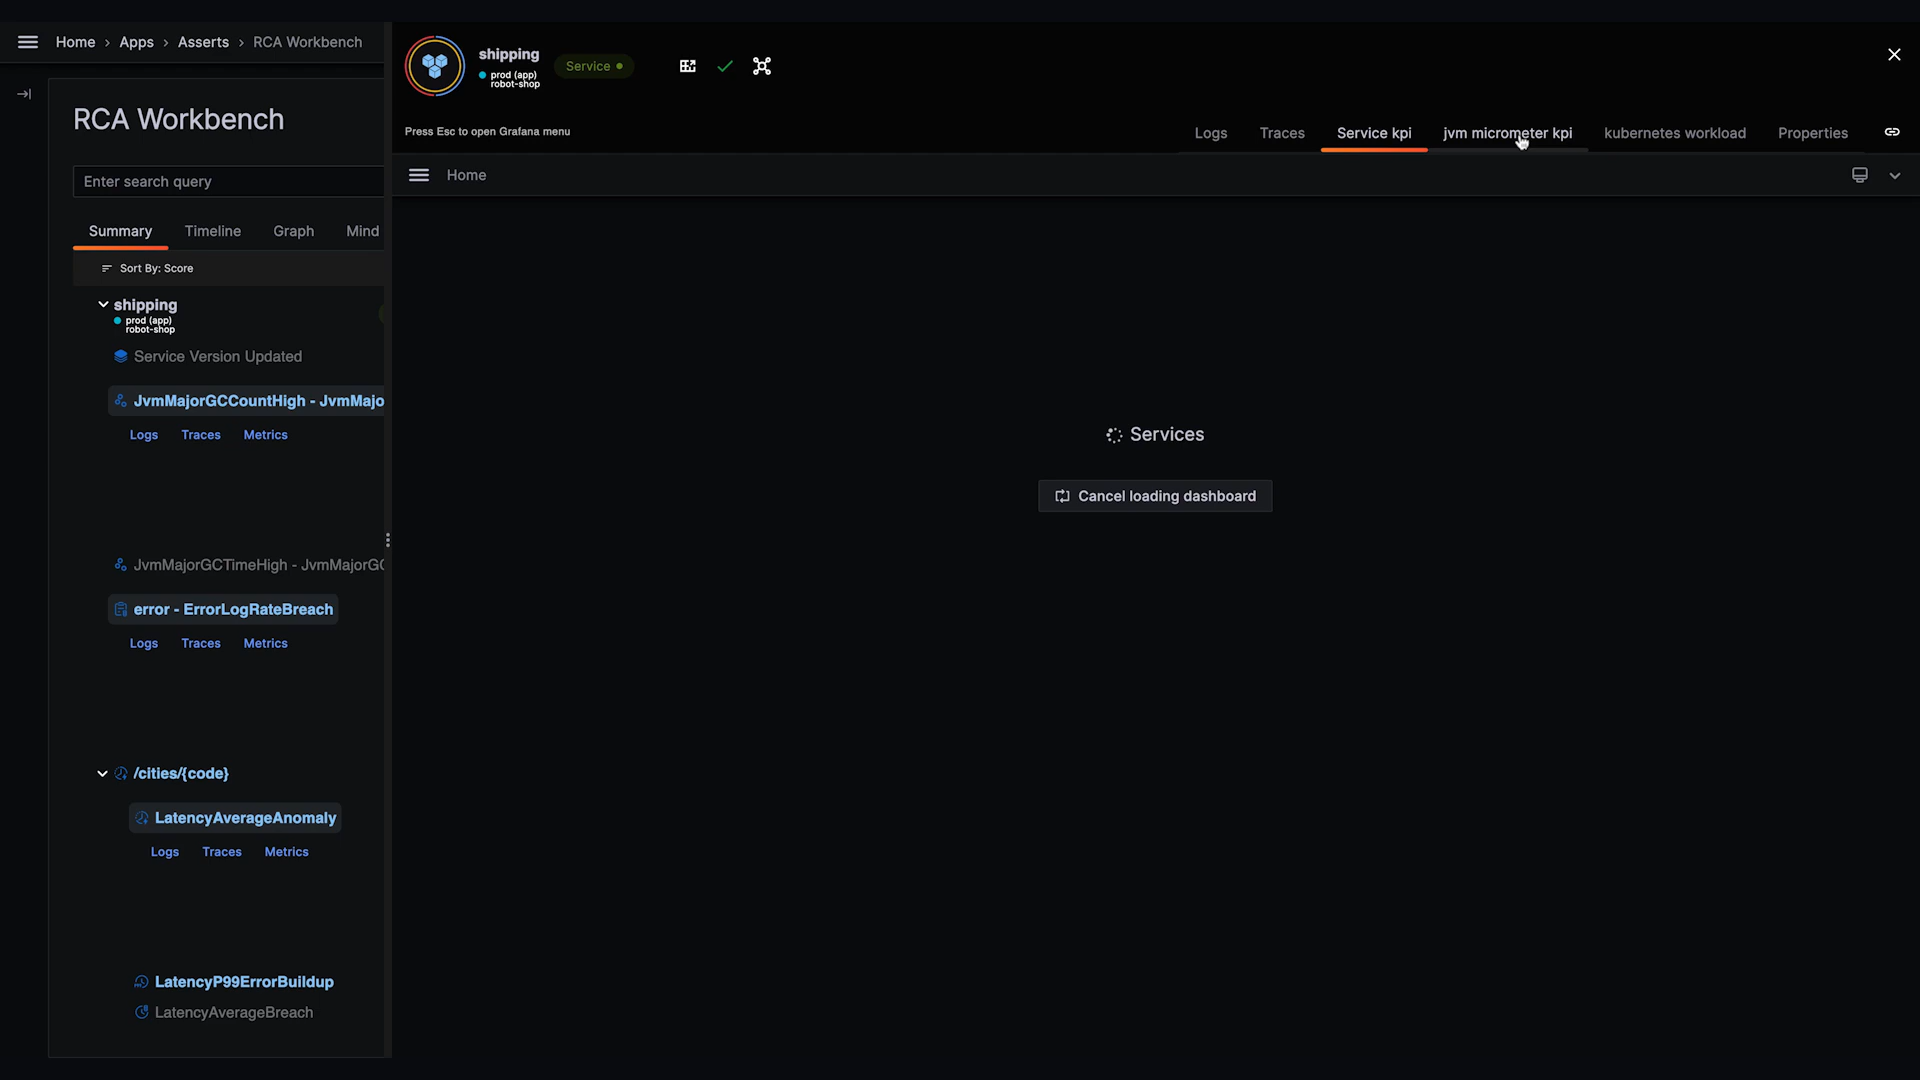 Home › Apps › Asserts › RCA Workbench
RCA Workbench
Enter search query
Summary Timeline Graph Mind
Sort By: Score
shipping
prod (app)
robot-shop
Service Version Updated
JvmMajorGCCountHigh - JvmMajo
Logs Traces Metrics
JvmMajorGCTimeHigh - JvmMajorGC
error - ErrorLogRateBreach
Logs Traces Metrics
/cities/{code}
LatencyAverageAnomaly
Logs Traces Metrics
LatencyP99ErrorBuildup
LatencyAverageBreach
shipping
prod (app)
robot-shop
Service
Press Esc to open Grafana menu
Logs Traces Service kpi jvm micrometer kpi kubernetes workload Properties
Home
Services
Cancel loading dashboard